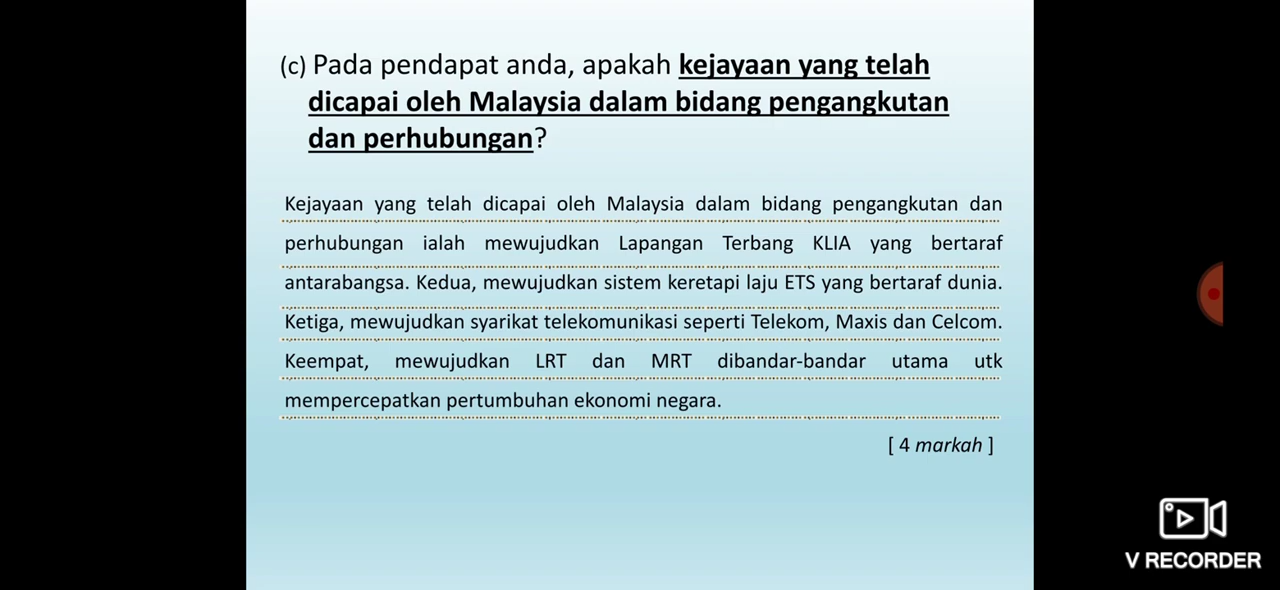 (c) Pada pendapat anda, apakah kejayaan yang telah
dicapai oleh Malaysia dalam bidang pengangkutan
dan perhubungan?
Kejayaan yang telah dicapai oleh Malaysia dalam bidang pengangkutan dan
perhubungan ialah mewujudkan Lapangan Terbang KLIA yang bertaraf
antarabangsa. Kedua, mewujudkan sistem keretapi laju ETS yang bertaraf dunia.
Ketiga, mewujudkan syarikat telekomunikasi seperti Telekom, Maxis dan Celcom.
Keempat, mewujudkan LRT dan MRT dibandar-bandar utama utk
mempercepatkan pertumbuhan ekonomi negara.
[ 4 markah ]
V RECORDER